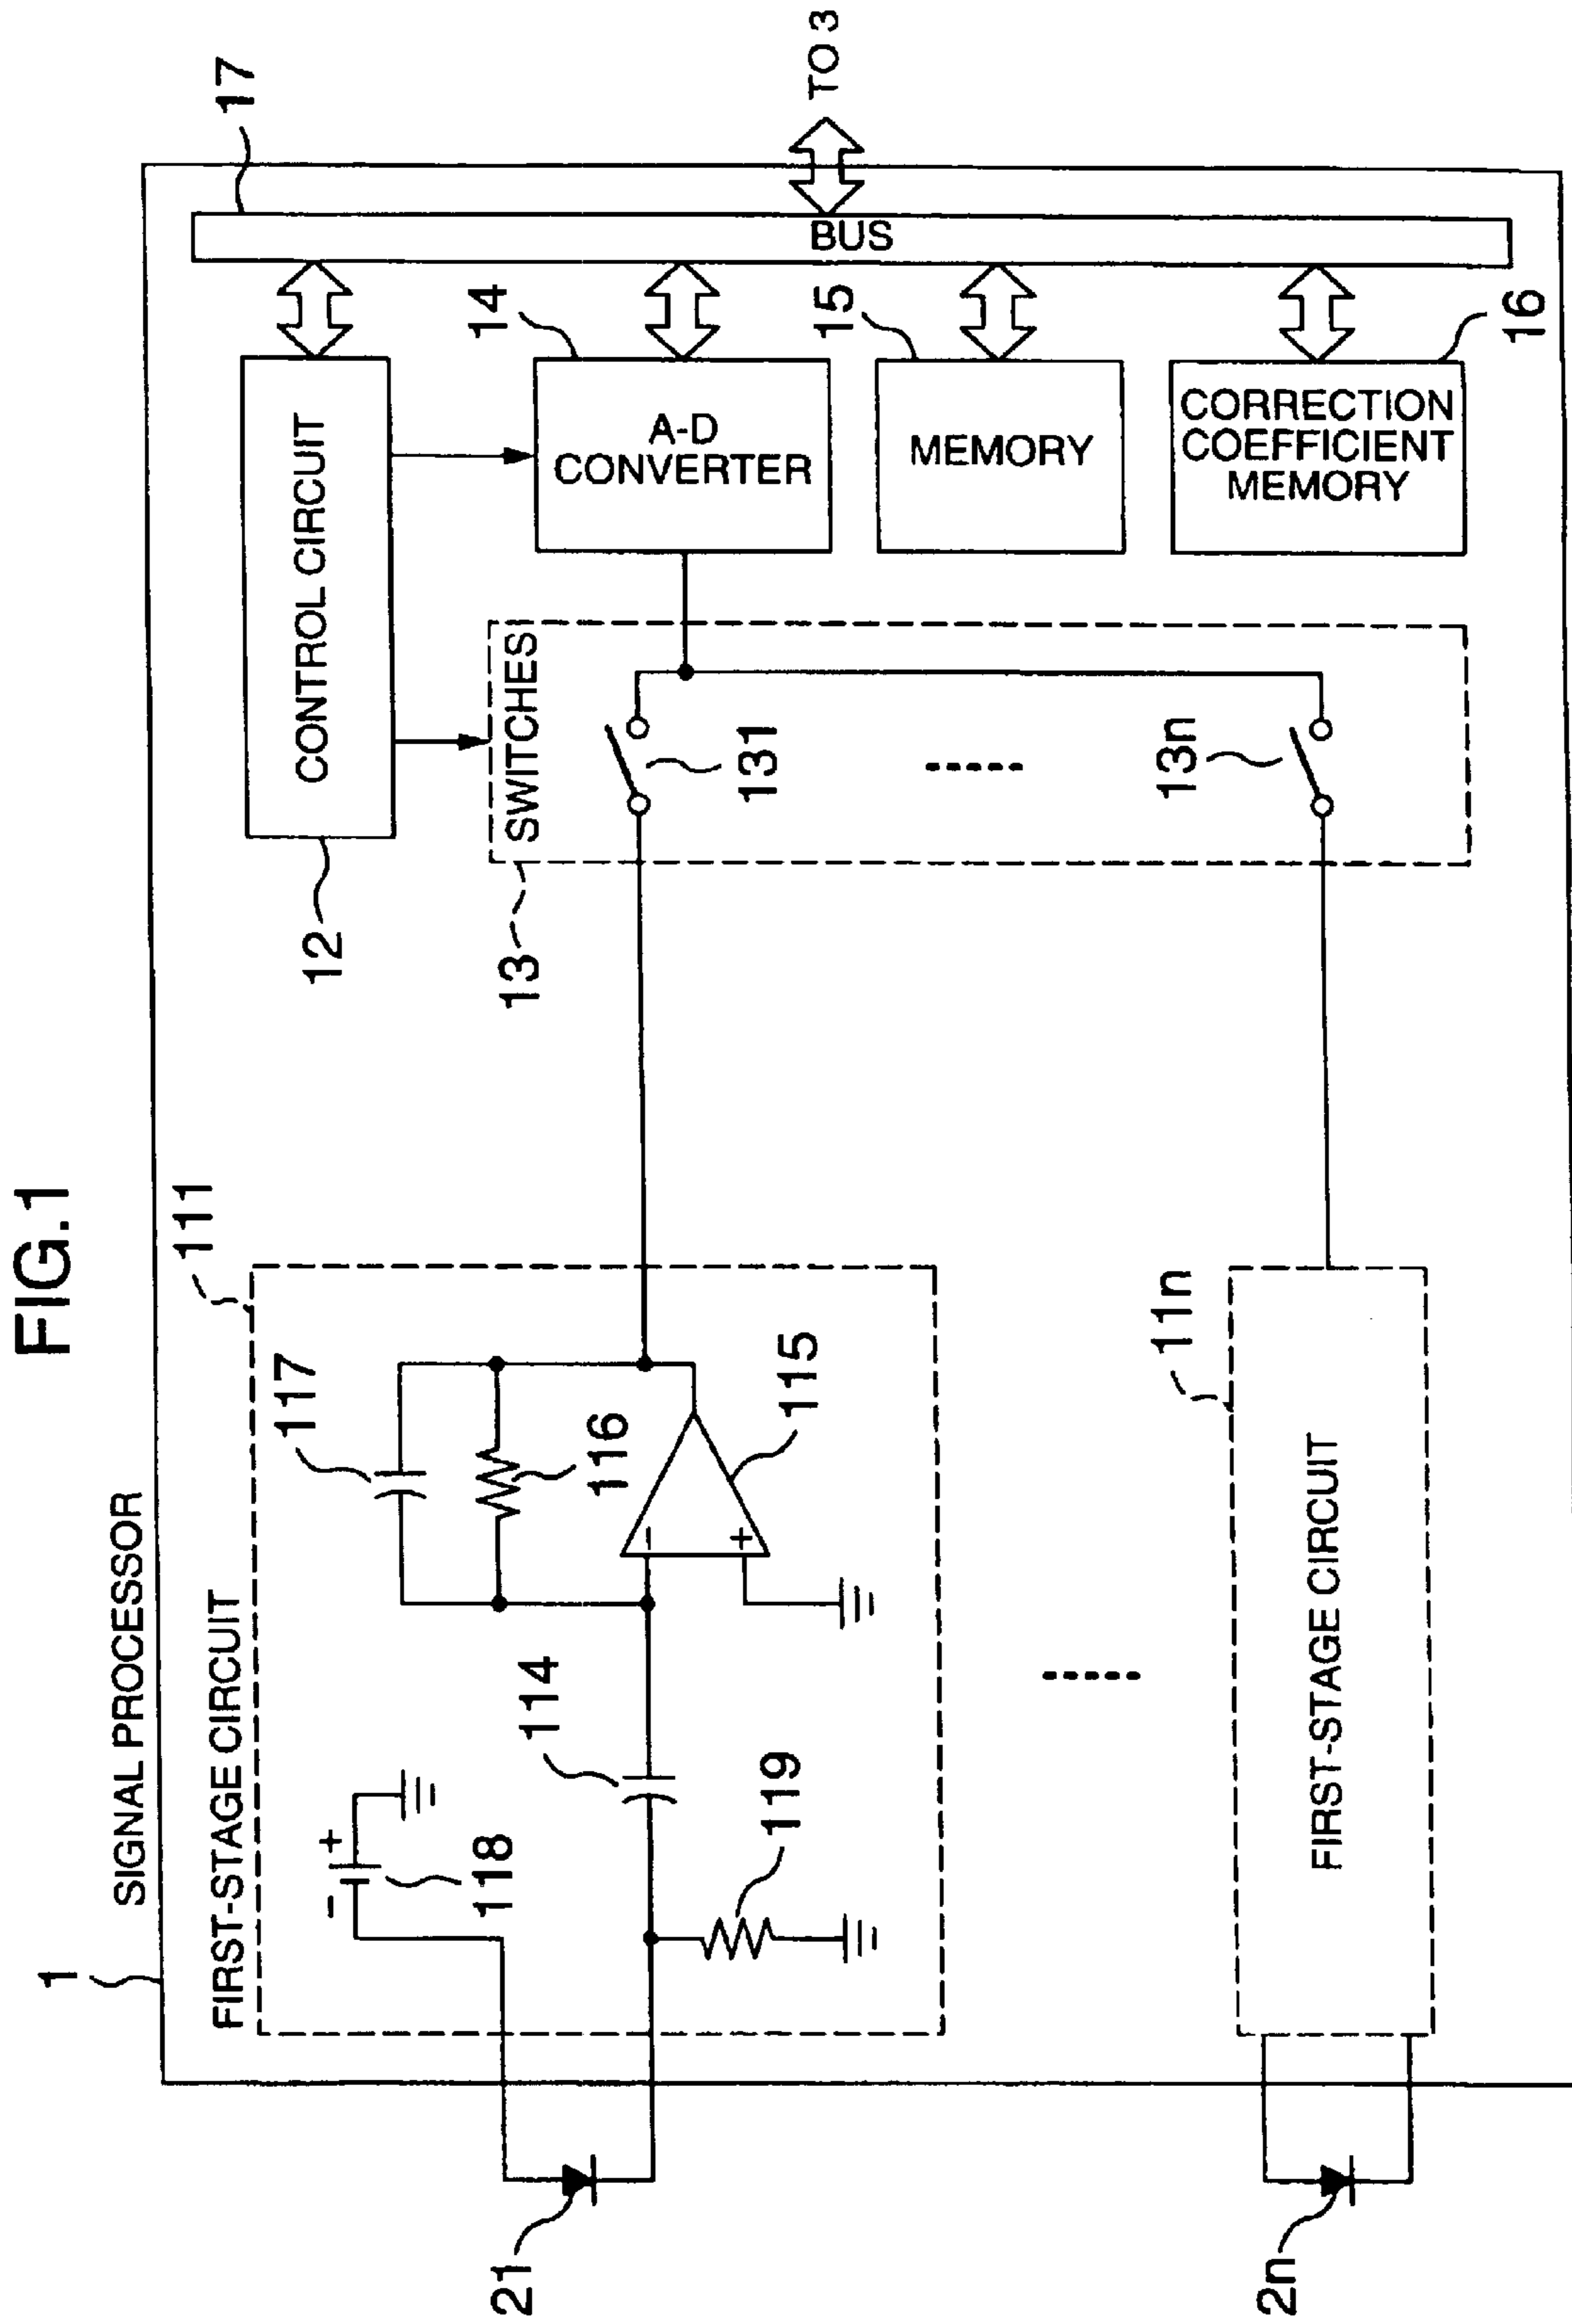 FIG.1
1
SIGNAL PROCESSOR
111
FIRST-STAGE CIRCUIT
117
116
115
114
118
119
-
+
-
+
21
11n
FIRST-STAGE CIRCUIT
2n
12
CONTROL CIRCUIT
13
SWITCHES
131
13n
14
A-D
CONVERTER
15
MEMORY
16
CORRECTION
COEFFICIENT
MEMORY
17
BUS
TO 3